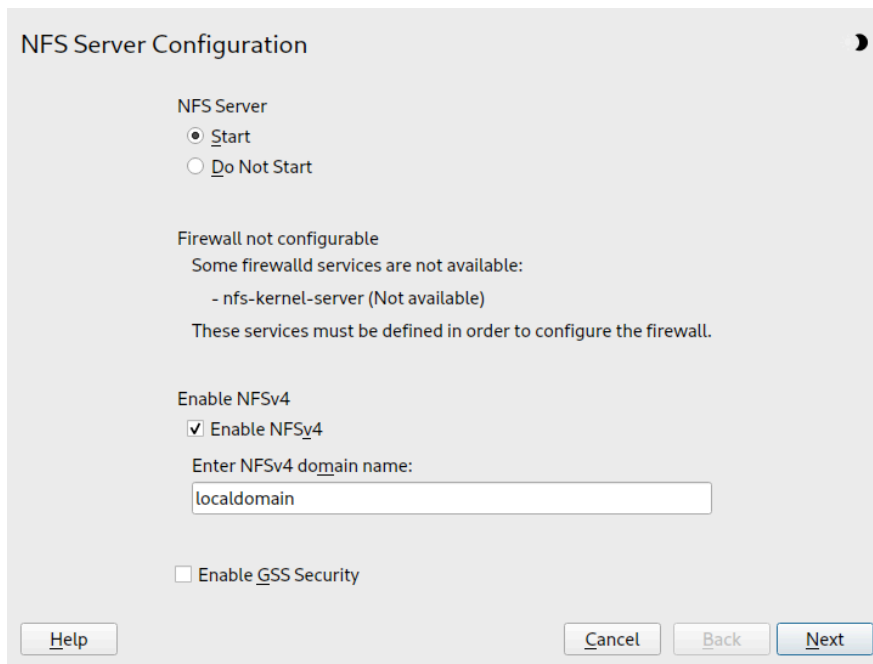 NFS Server Configuration
NFS Server
Start
Do Not Start
Firewall not configurable
Some firewalld services are not available:
- nfs-kernel-server (Not available)
These services must be defined in order to configure the firewall.
Enable NFSv4
Enable NFSv4
Enter NFSv4 domain name:
localdomain
Enable GSS Security
Help Cancel Back Next